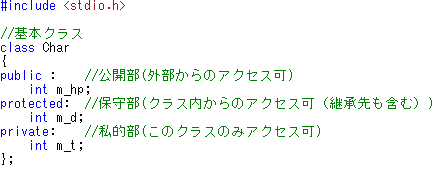 #include <stdio.h>
//基本クラス
class Char
{
public :    //公開部(外部からのアクセス可)
    int m_hp;
protected:  //保守部(クラス内からのアクセス可 (継承先も含む) )
    int m_d;
private:    //私的部(このクラスのみアクセス可)
    int m_t;
};